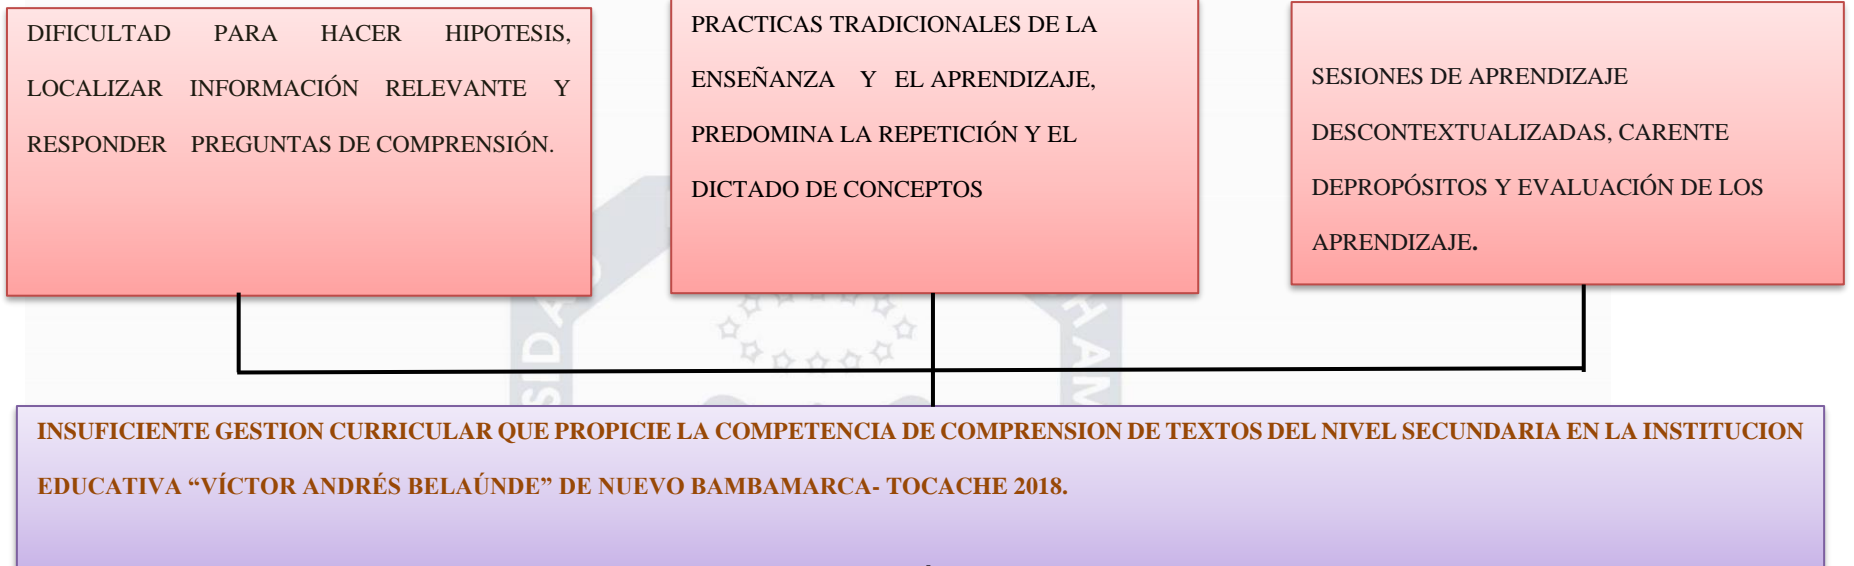 DIFICULTAD PARA HACER HIPOTESIS,
LOCALIZAR INFORMACIÓN RELEVANTE Y
RESPONDER PREGUNTAS DE COMPRENSIÓN.
PRACTICAS TRADICIONALES DE LA
ENSEÑANZA Y EL APRENDIZAJE,
PREDOMINA LA REPETICIÓN Y EL
DICTADO DE CONCEPTOS
SESIONES DE APRENDIZAJE
DESCONTEXTUALIZADAS, CARENTE
DEPROPÓSITOS Y EVALUACIÓN DE LOS
APRENDIZAJE.
INSUFICIENTE GESTION CURRICULAR QUE PROPICIE LA COMPETENCIA DE COMPRENSION DE TEXTOS DEL NIVEL SECUNDARIA EN LA INSTITUCION
EDUCATIVA “VÍCTOR ANDRÉS BELAÚNDE” DE NUEVO BAMBAMARCA- TOCACHE 2018.